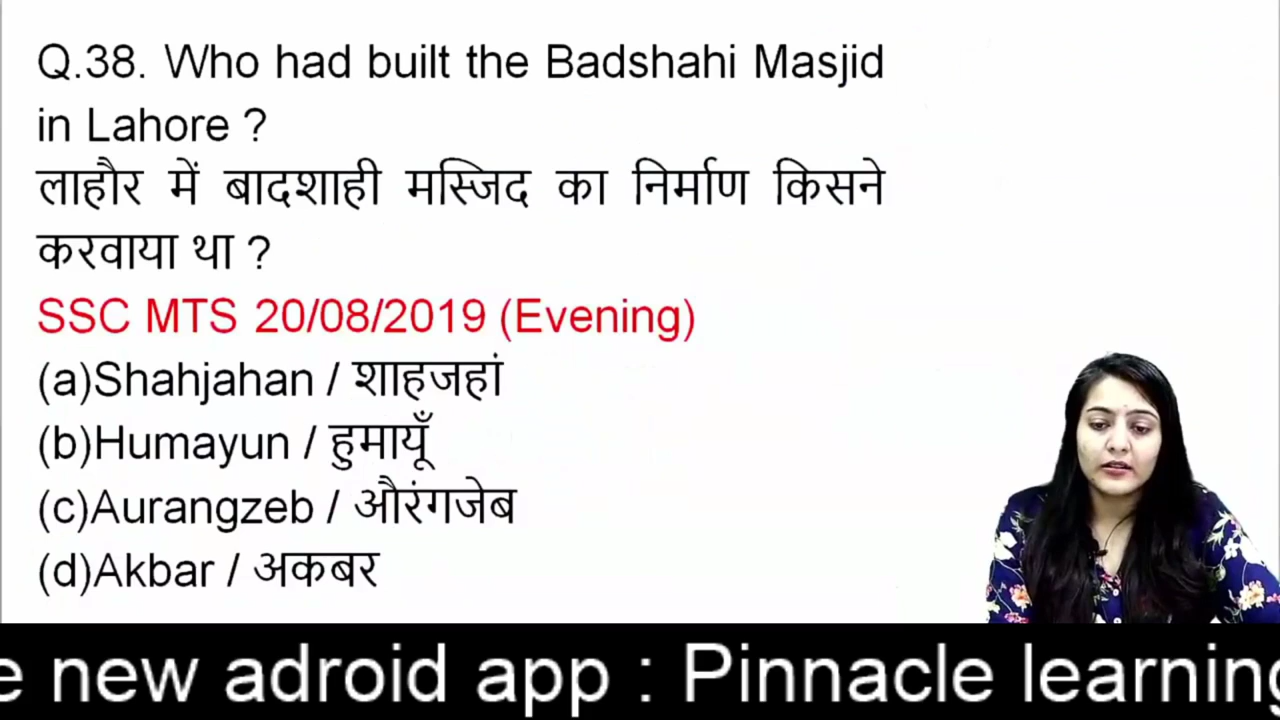 Q.38. Who had built the Badshahi Masjid
in Lahore ?
लाहौर में बादशाही मस्जिद का निर्माण किसने
करवाया था ?
SSC MTS 20/08/2019 (Evening)
(a)Shahjahan / शाहजहां
(b)Humayun / हुमायूँ
(c)Aurangzeb / औरंगजेब
(d)Akbar / अकबर
e new adroid app : Pinnacle learning